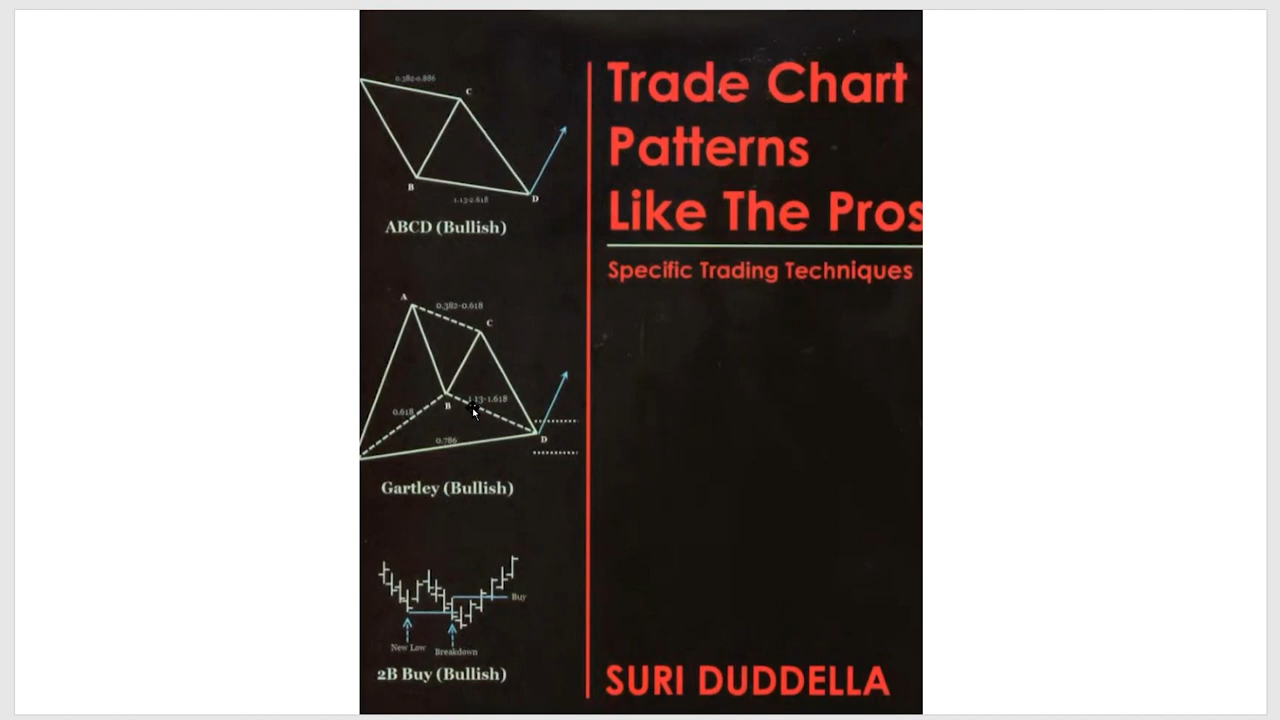 Trade Chart
Patterns
Like The Pros
Specific Trading Techniques
0.382-0.886
C
B
1.13-2.618
D
ABCD (Bullish)
A
0.382-0.618
C
B
1.13-1.618
0.618
0.786
D
Gartley (Bullish)
Buy
New Low
Breakdown
2B Buy (Bullish)
SURI DUDDELLA